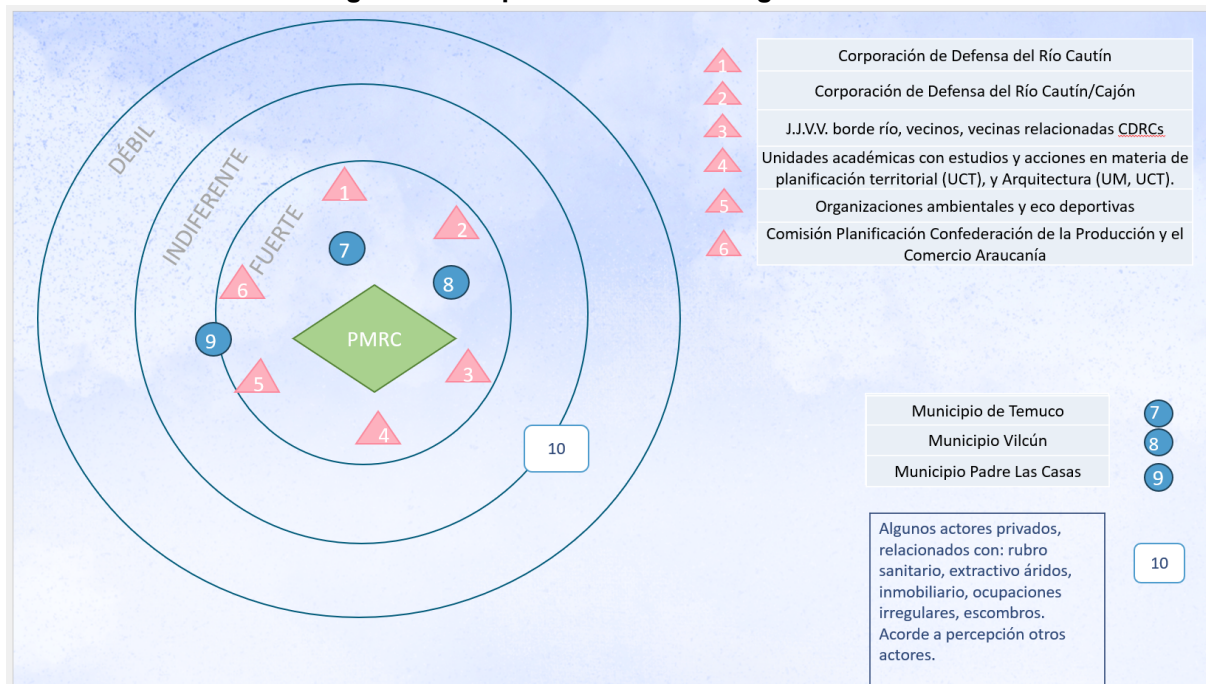 DÉBIL
INDIFERENTE
FUERTE
1
2
7
8
6
9
PMRC
5
3
4
10
1
Corporación de Defensa del Río Cautín
2
Corporación de Defensa del Río Cautín/Cajón
3
J.J.V.V. borde río, vecinos, vecinas relacionadas CDRCs
4
Unidades académicas con estudios y acciones en materia de
planificación territorial (UCT), y Arquitectura (UM, UCT).
5
Organizaciones ambientales y eco deportivas
6
Comisión Planificación Confederación de la Producción y el
Comercio Araucanía
Municipio de Temuco
7
Municipio Vilcún
8
Municipio Padre Las Casas
9
Algunos actores privados,
relacionados con: rubro
sanitario, extractivo áridos,
inmobiliario, ocupaciones
irregulares, escombros.
Acorde a percepción otros
actores.
10